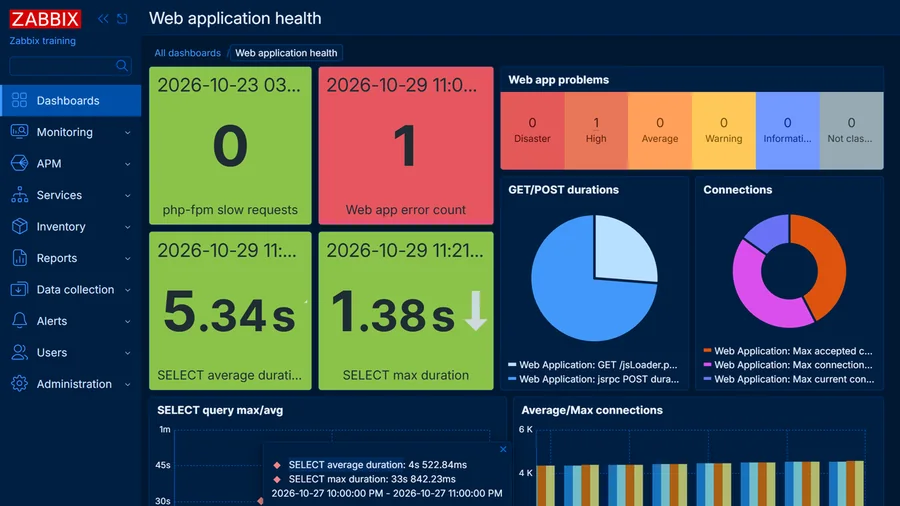 ZABBIX
Zabbix training
Dashboards
Monitoring
APM
Services
Inventory
Reports
Data collection
Alerts
Users
Administration
Web application health
All dashboards / Web application health
2026-10-23 03...
0
php-fpm slow requests
2026-10-29 11:0...
1
Web app error count
2026-10-29 11:...
5.34s
SELECT average durati...
2026-10-29 11:21...
1.38s
SELECT max duration
Web app problems
0
Disaster
1
High
0
Average
0
Warning
0
Informati...
0
Not clas...
GET/POST durations
Web Application: GET /jsLoader.p...
Web Application: jsrpc POST dura...
Connections
Web Application: Max accepted c...
Web Application: Max connection...
Web Application: Max current con...
SELECT query max/avg
1m
45s
30s
SELECT average duration: 4s 522.84ms
SELECT max duration: 33s 842.23ms
2026-10-27 10:00:00 PM - 2026-10-27 11:00:00 PM
Average/Max connections
6 K
4 K